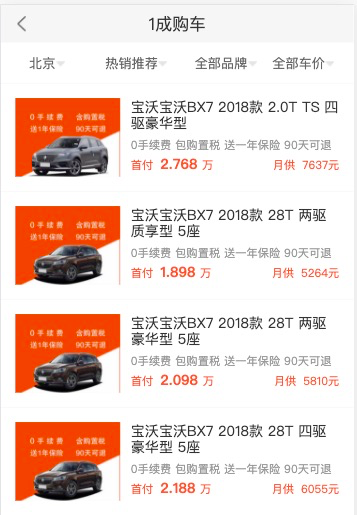 1成购车
北京 热销推荐 全部品牌 全部车价
0 手 续 费 含购置税
送1年保险 90天可退
宝沃宝沃BX7 2018款 2.0T TS 四
驱豪华型
0手续费 包购置税 送一年保险 90天可退
首付 2.768 万 月供 7637元
0 手 续 费 含购置税
送1年保险 90天可退
宝沃宝沃BX7 2018款 28T 两驱
质享型 5座
0手续费 包购置税 送一年保险 90天可退
首付 1.898 万 月供 5264元
0 手 续 费 含购置税
送1年保险 90天可退
宝沃宝沃BX7 2018款 28T 两驱
豪华型 5座
0手续费 包购置税 送一年保险 90天可退
首付 2.098 万 月供 5810元
0 手 续 费 含购置税
送1年保险 90天可退
宝沃宝沃BX7 2018款 28T 四驱
豪华型 5座
0手续费 包购置税 送一年保险 90天可退
首付 2.188 万 月供 6055元